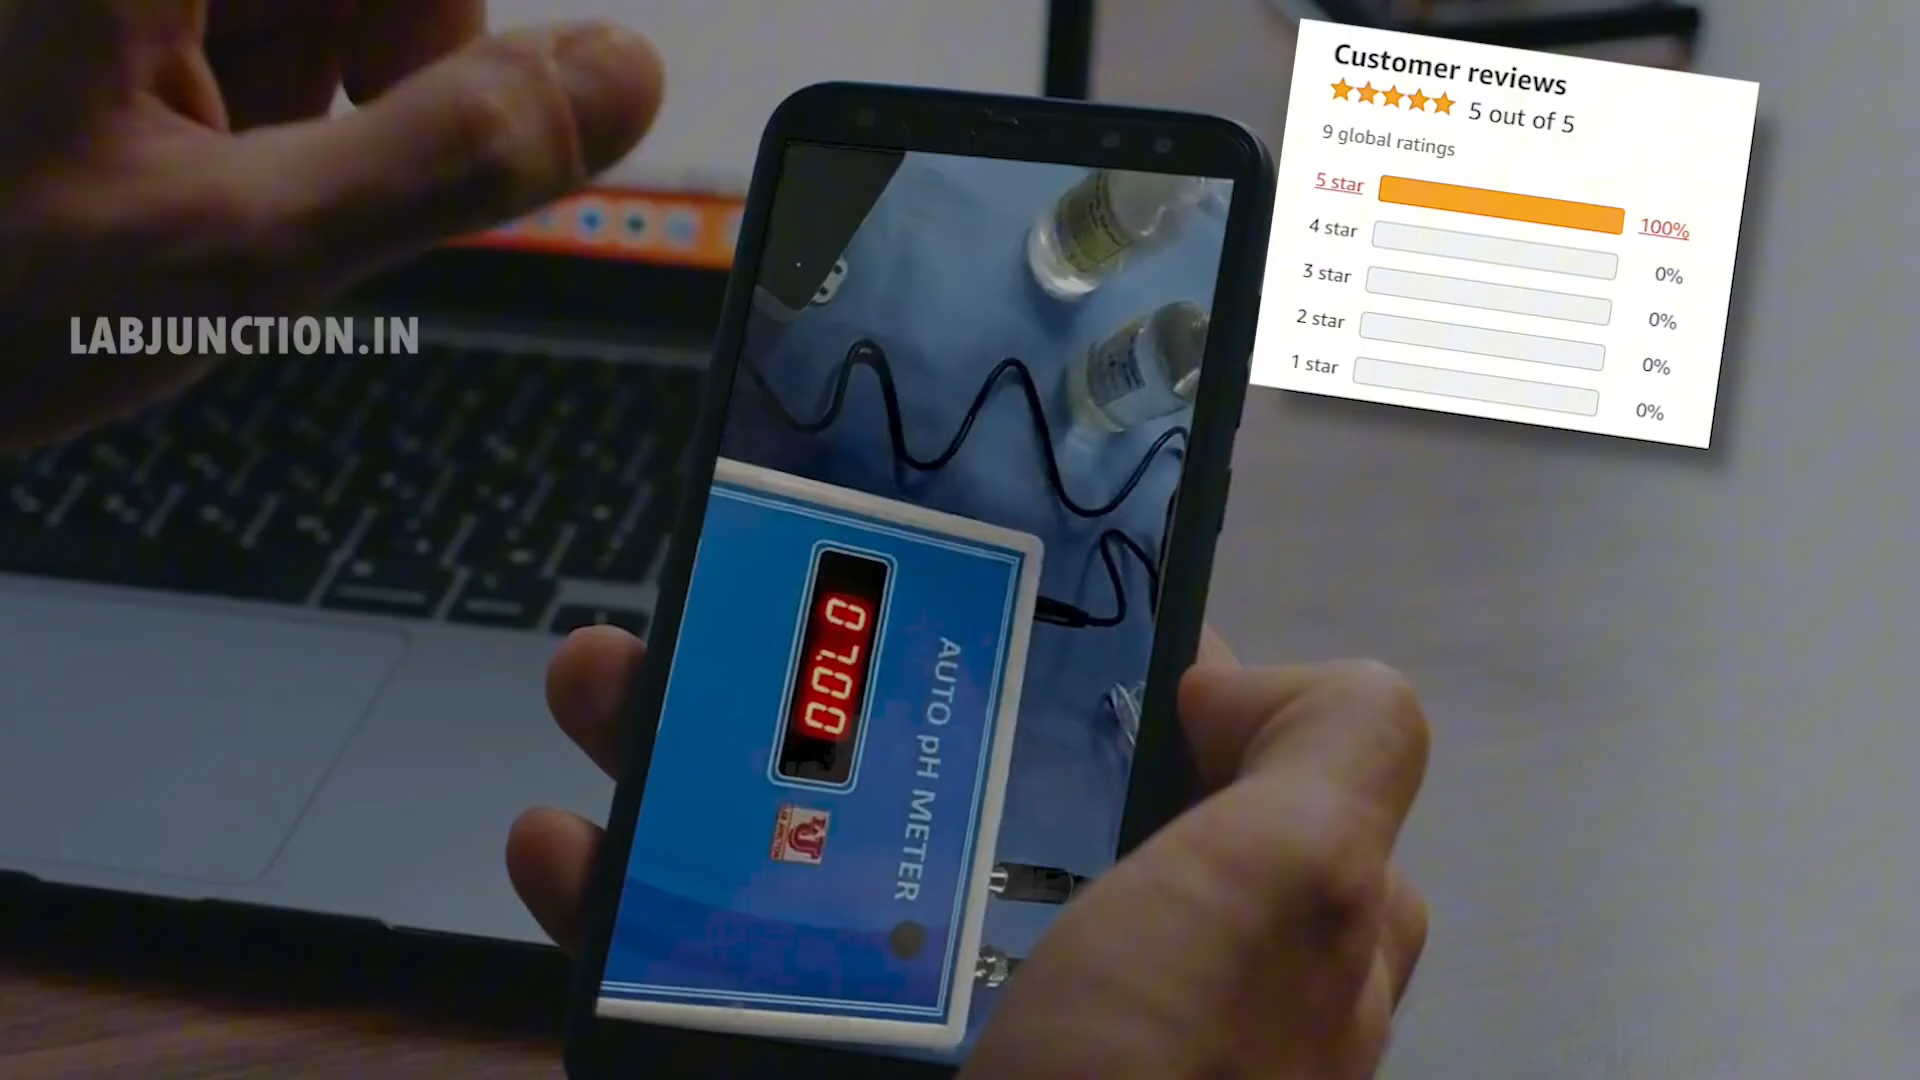 LABJUNCTION.IN
Customer reviews
5 out of 5
9 global ratings
5 star 100%
4 star 0%
3 star 0%
2 star 0%
1 star 0%
AUTO pH METER
07.00